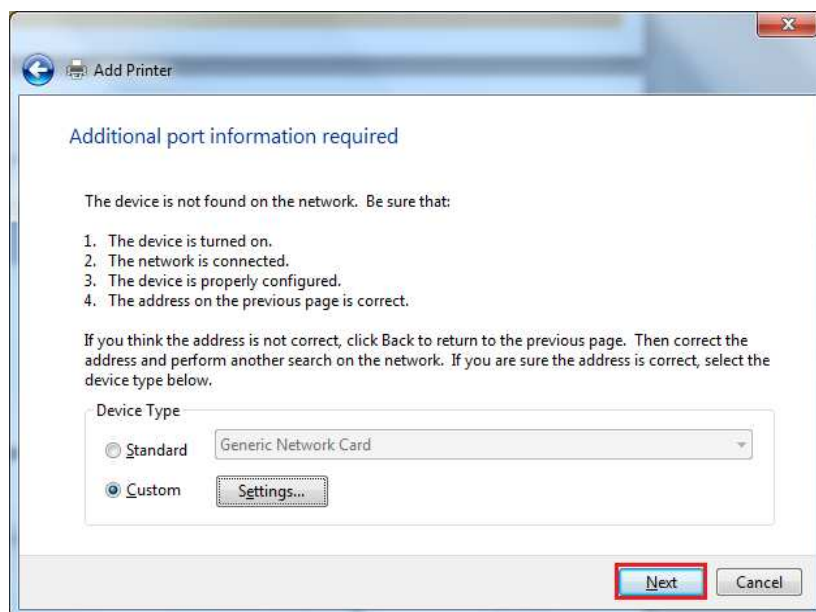 Add Printer
Additional port information required
The device is not found on the network. Be sure that:
1. The device is turned on.
2. The network is connected.
3. The device is properly configured.
4. The address on the previous page is correct.
If you think the address is not correct, click Back to return to the previous page. Then correct the
address and perform another search on the network. If you are sure the address is correct, select the
device type below.
Device Type
Standard
Generic Network Card
Custom
Settings...
Next
Cancel